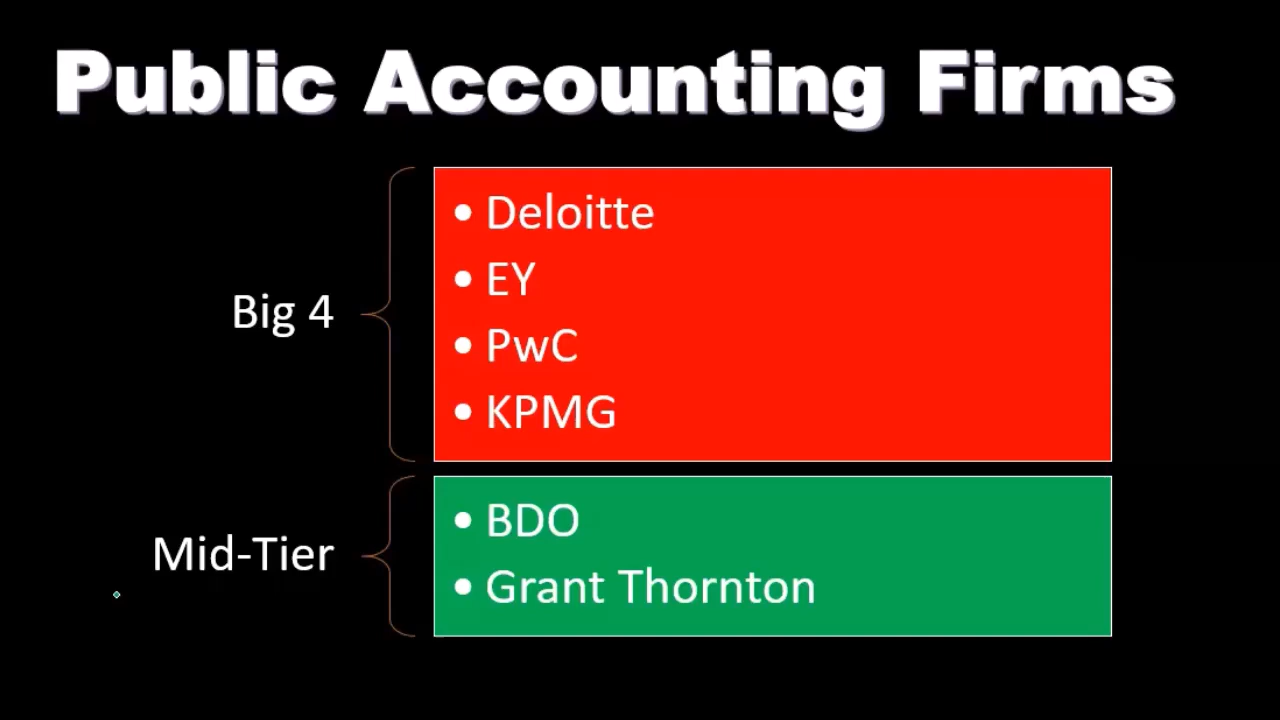 Public Accounting Firms
Big 4
• Deloitte
• EY
• PwC
• KPMG
Mid-Tier
• BDO
• Grant Thornton